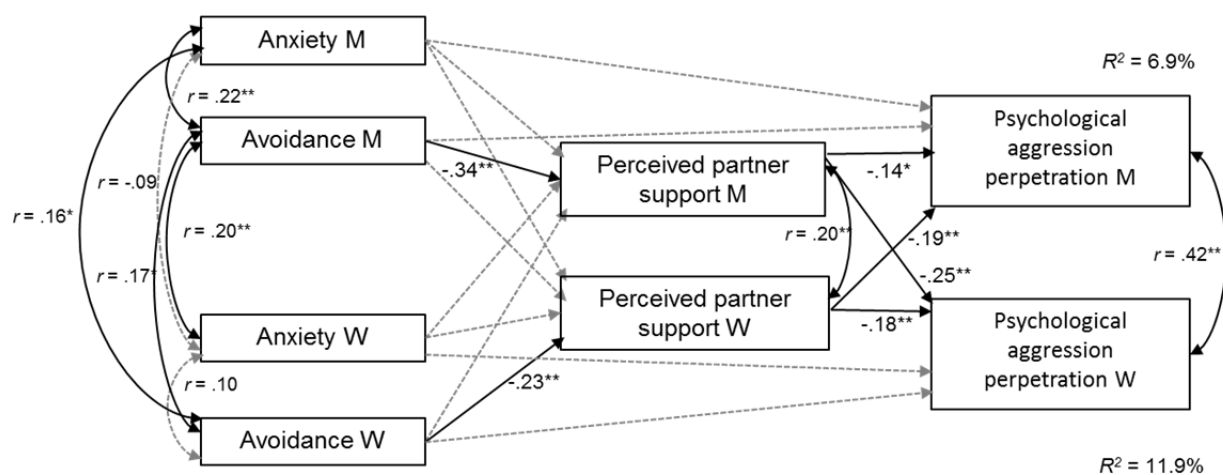 Anxiety M
R² = 6.9%
r = .22**
Psychological
aggression
perpetration M
Avoidance M
-.34**
Perceived partner
support M
-.14*
r = -.09
r = .16*
r = .20**
r = .20**
-.19**
r = .42**
r = .17*
-.25**
Perceived partner
support W
Anxiety W
-.18**
Psychological
aggression
perpetration W
r = .10
-.23**
Avoidance W
R² = 11.9%